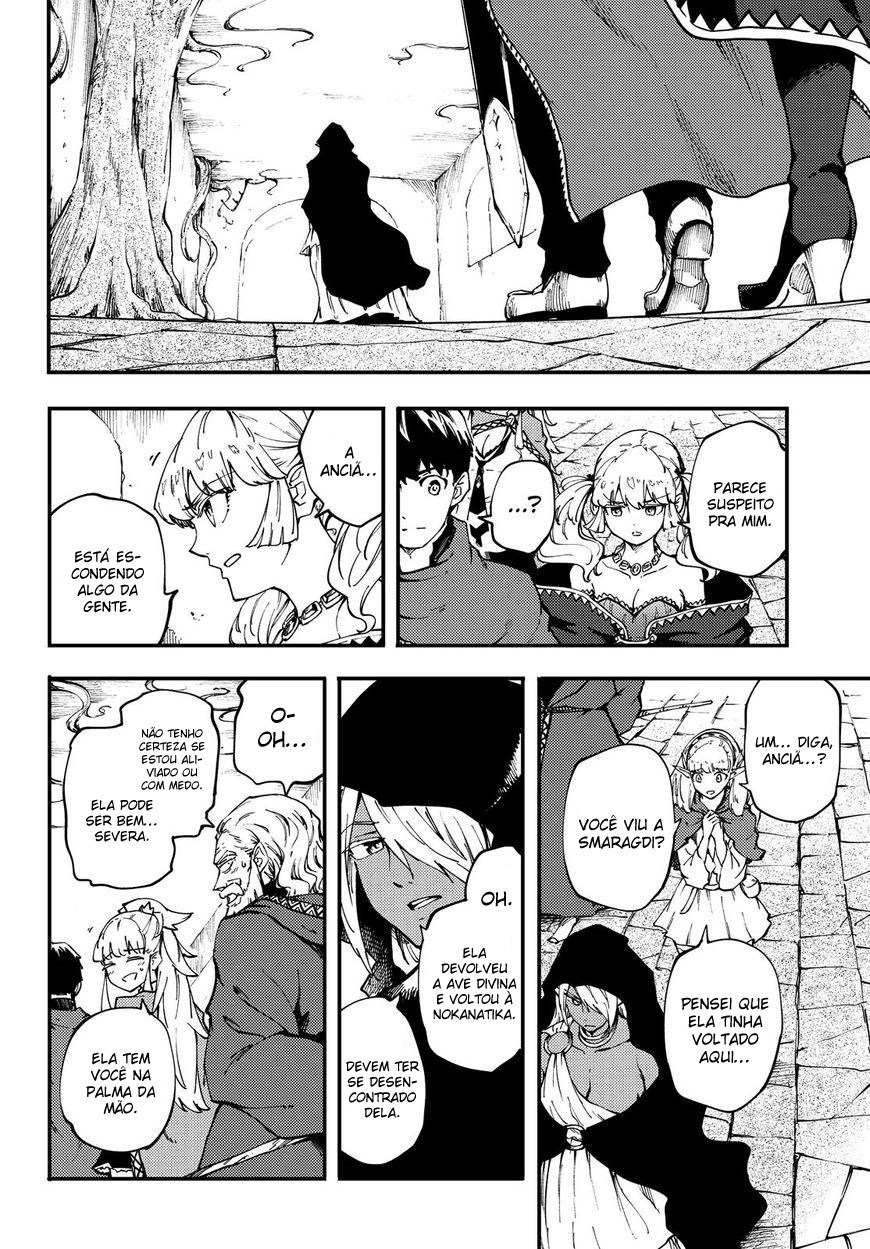 PARECE
SUSPEITO
PRA MIM.
...?
A
ANCIÃ...
ESTÁ ES-
CONDENDO
ALGO DA
GENTE.
UM... DIGA,
ANCIÃ...?
VOCÊ VIU A
SMARAGDI?
PENSEI QUE
ELA TINHA
VOLTADO
AQUI...
OH.
ELA
DEVOLVEU
A AVE DIVINA
E VOLTOU À
NOKANATIKA.
DEVEM TER
SE DESEN-
CONTRADO
DELA.
O-
OH...
NÃO TENHO
CERTEZA SE
ESTOU ALI-
VIADO OU
COM MEDO.
ELA PODE
SER BEM...
SEVERA.
ELA TEM
VOCÊ NA
PALMA DA
MÃO.